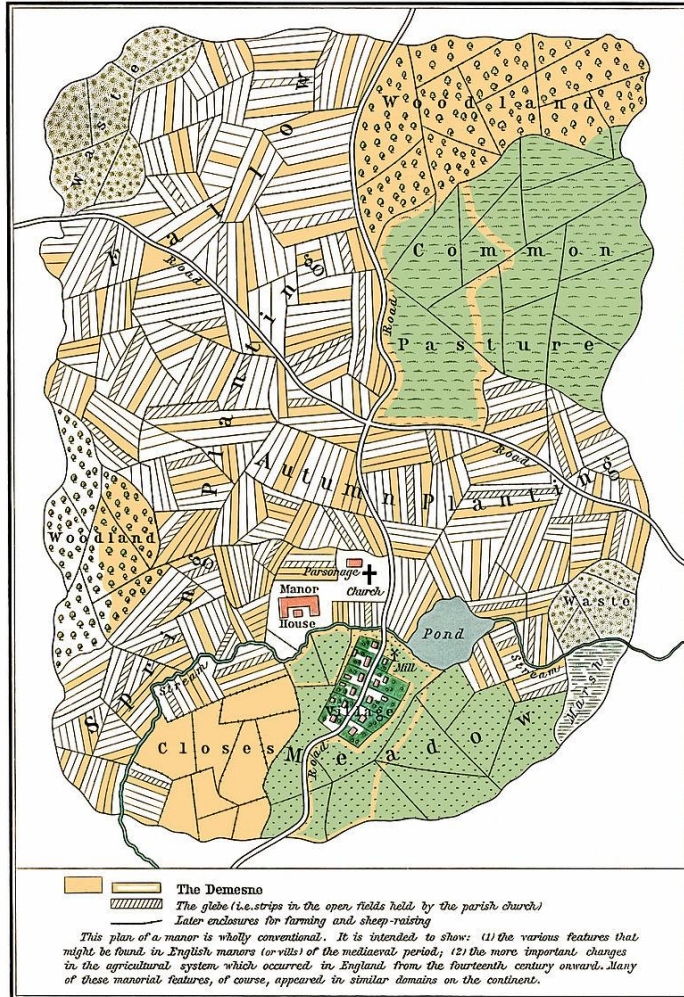 Waste
Woodland
Fallow
Common
Road
Road
Pasture
Spring Planting
Autumn Planting
Road
Woodland
Parsonage
Church
Manor
House
Waste
Pond
Mill
Stream
Stream
Marsh
Village
Closes
Meadow
Road
The Demesne
The glebe (i.e. strips in the open fields held by the parish church)
Later enclosures for farming and sheep-raising
This plan of a manor is wholly conventional. It is intended to show: (1) the various features that
might be found in English manors (or vills) of the mediaeval period; (2) the more important changes
in the agricultural system which occurred in England from the fourteenth century onward. Many
of these manorial features, of course, appeared in similar domains on the continent.